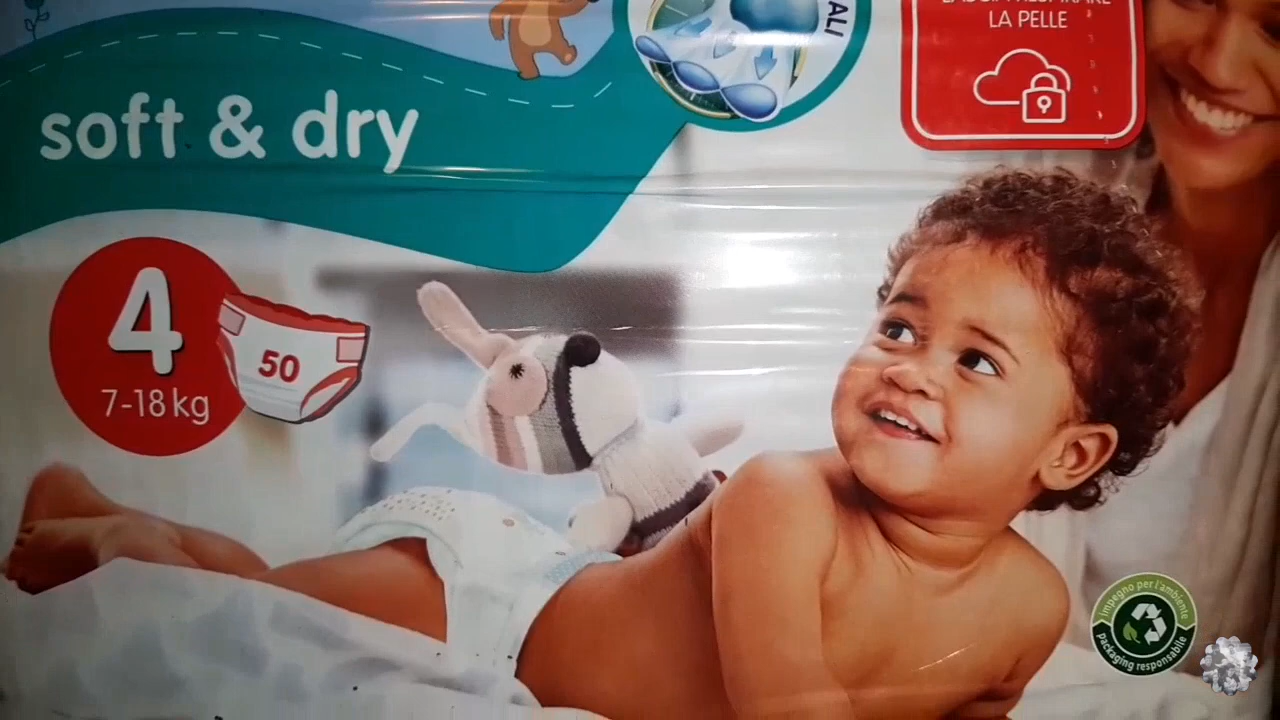 ALI
LA PELLE
soft & dry
4
50
7-18 kg
Impegno per l'ambiente
packaging responsabile